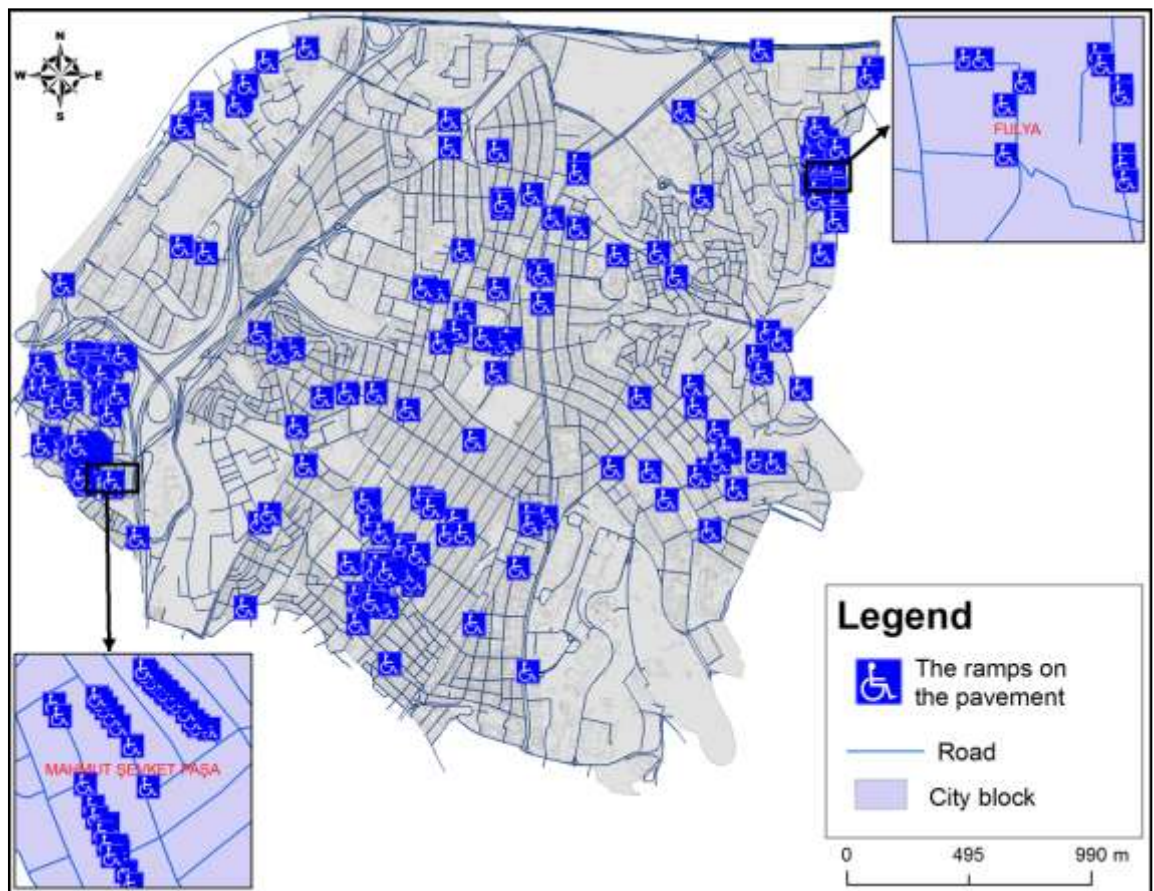 N
W E
S
FULYA
MAHMUT ŞEVKET PAŞA
Legend
The ramps on
the pavement
Road
City block
0 495 990 m